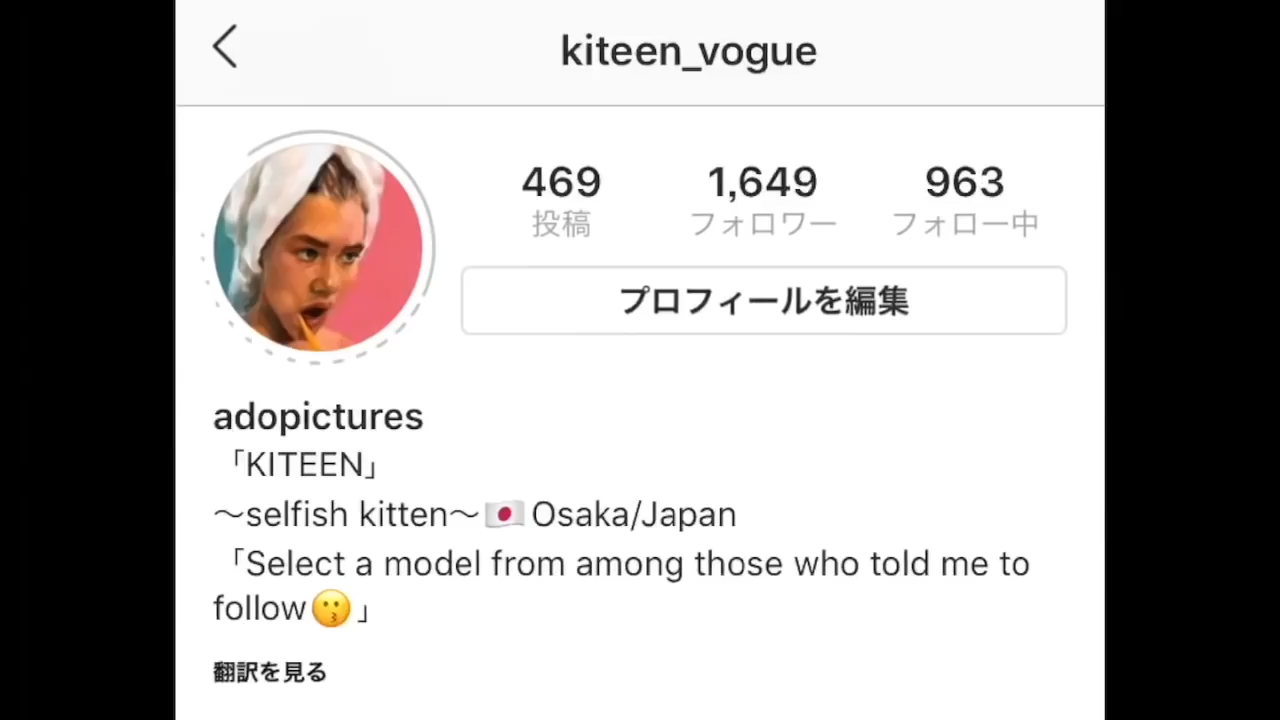 kiteen_vogue
469 1,649 963
投稿 フォロワー フォロー中
プロフィールを編集
adopictures
「KITEEN」
〜selfish kitten〜🇯🇵Osaka/Japan
「Select a model from among those who told me to
follow😗」
翻訳を見る